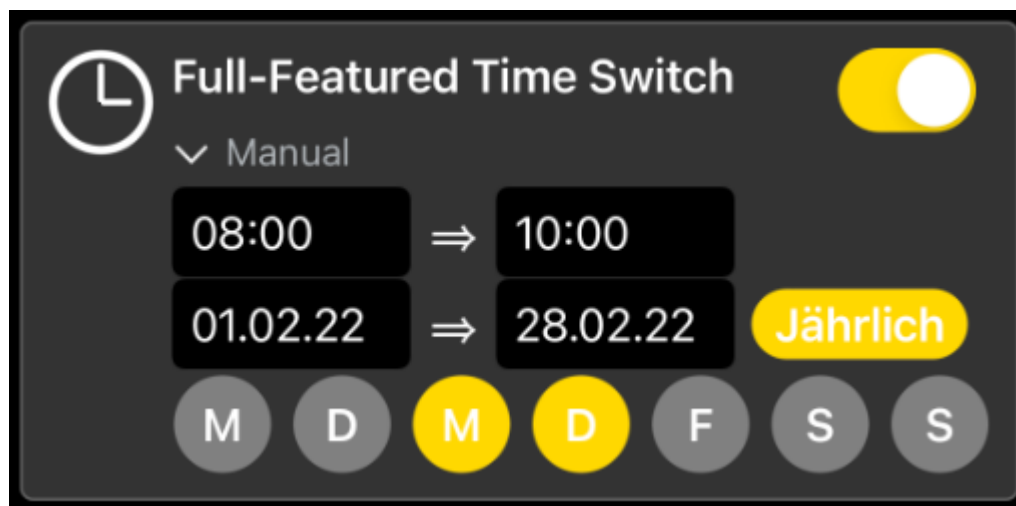 Full-Featured Time Switch
Manual
08:00 ⇒ 10:00
01.02.22 ⇒ 28.02.22 Jährlich
M D M D F S S